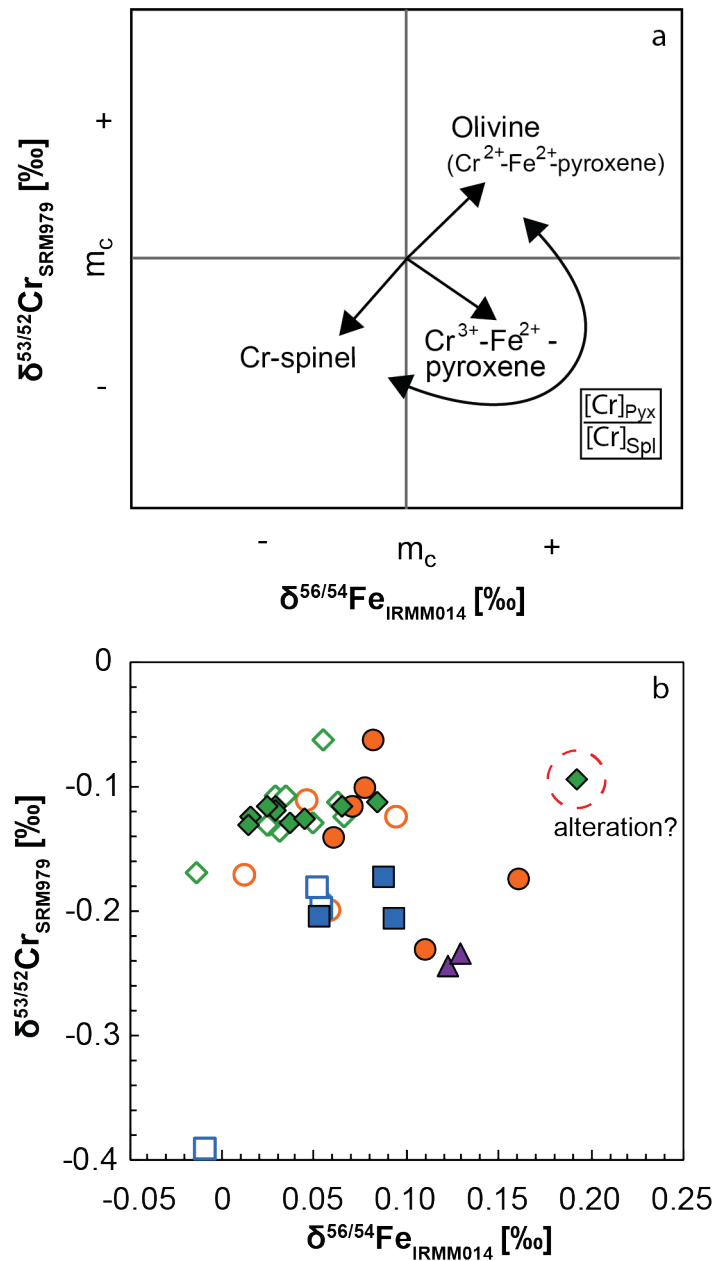 a
δ53/52CrSRM979 [‰]
+
mc
-
Olivine
(Cr2+-Fe2+-pyroxene)
Cr-spinel
Cr3+-Fe2+ -
pyroxene
[Cr]Pyx
[Cr]Spl
- mc +
δ56/54FeIRMM014 [‰]
b
δ53/52CrSRM979 [‰]
0
-0.1
-0.2
-0.3
-0.4
alteration?
-0.05 0 0.05 0.10 0.15 0.20 0.25
δ56/54FeIRMM014 [‰]